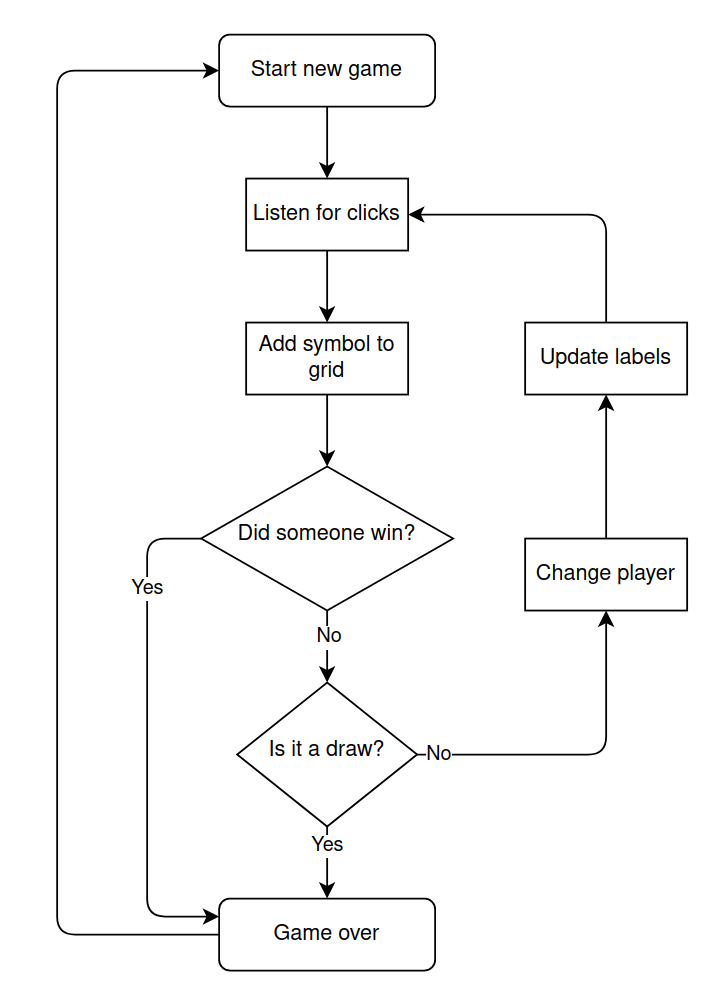 Start new game
Listen for clicks
Add symbol to
grid
Update labels
Did someone win?
Change player
Yes
No
Is it a draw?
No
Yes
Game over